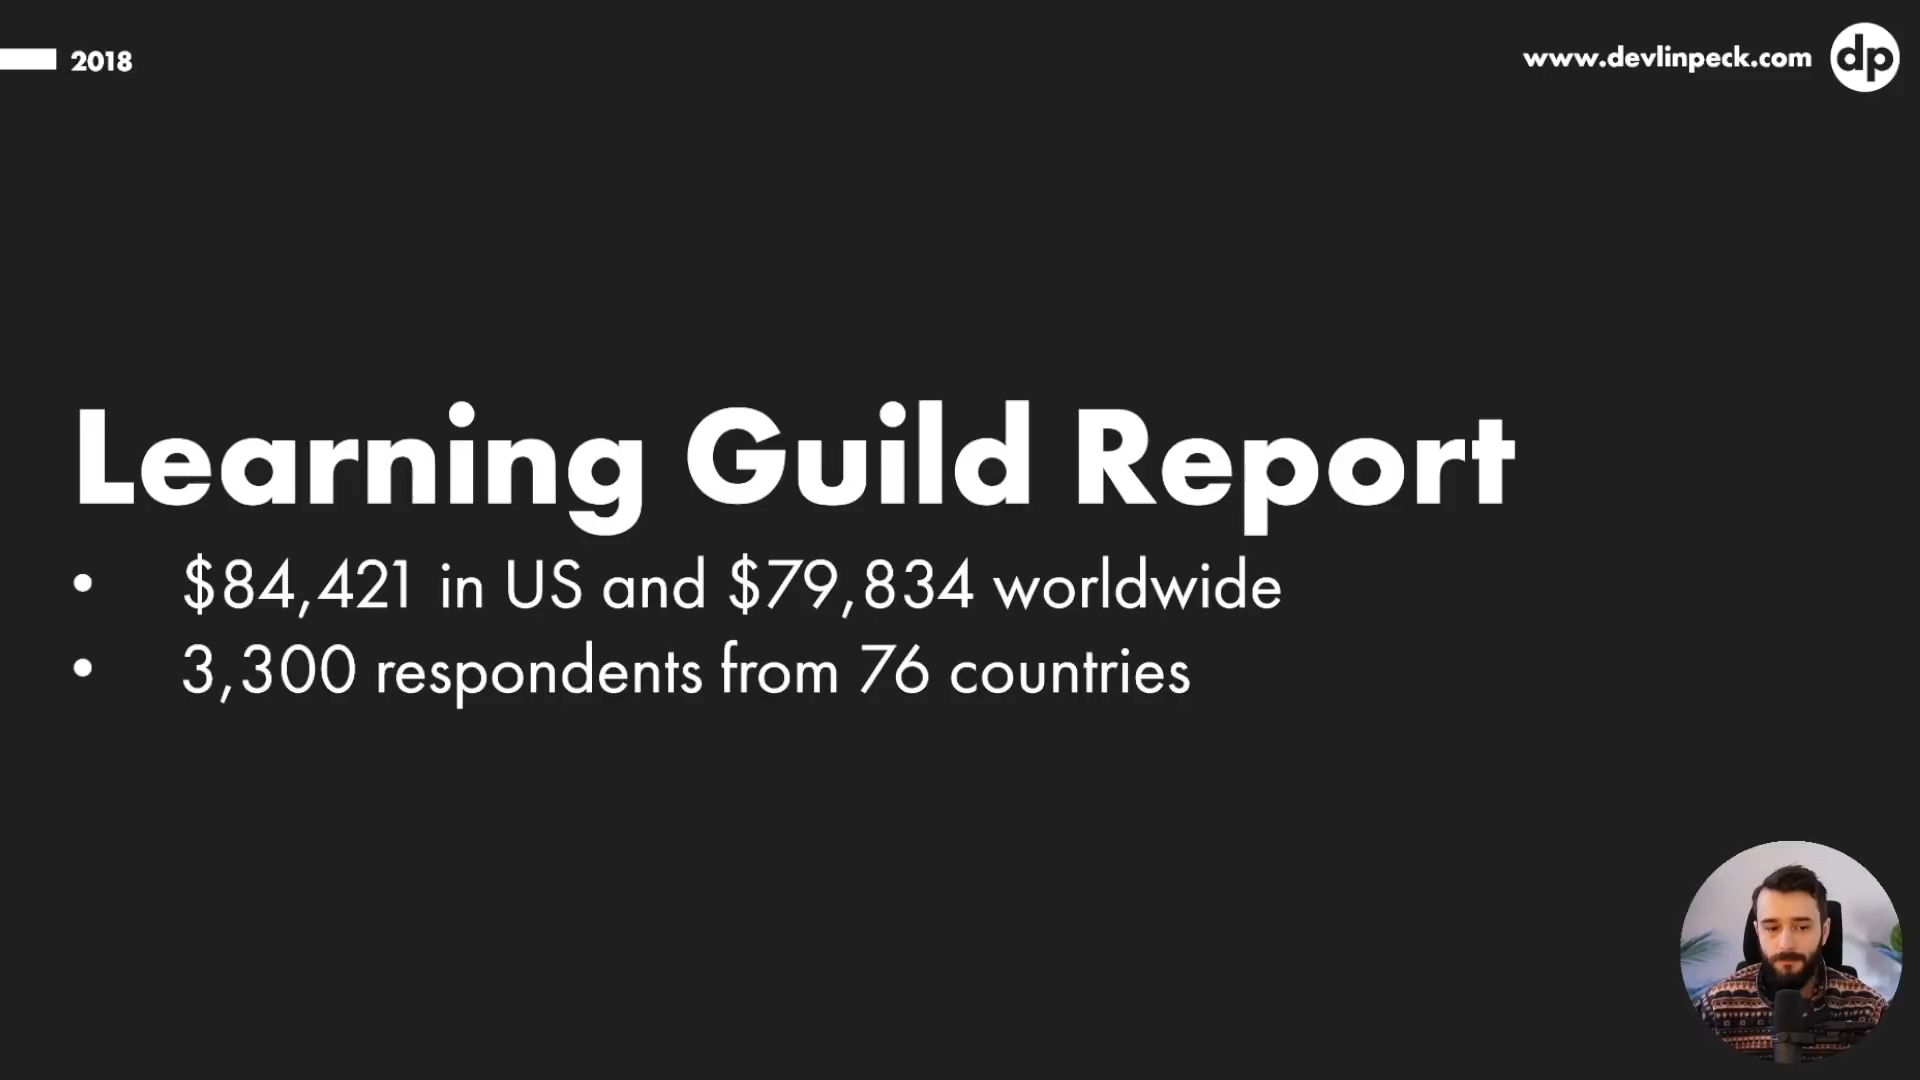 2018
www.devlinpeck.com dp
Learning Guild Report
• $84,421 in US and $79,834 worldwide
• 3,300 respondents from 76 countries